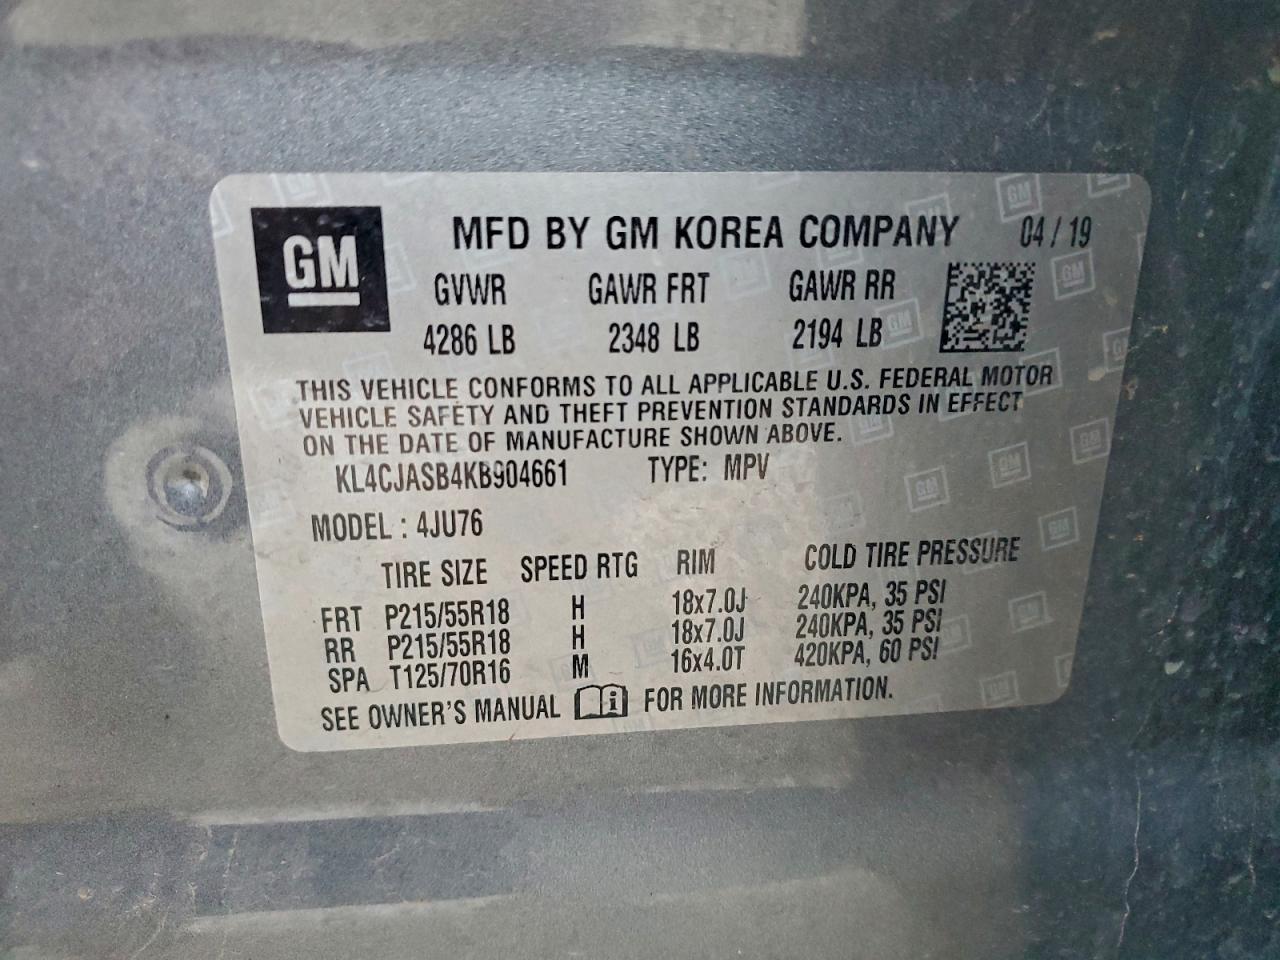 GM
MFD BY GM KOREA COMPANY 04 / 19
GVWR GAWR FRT GAWR RR
4286 LB 2348 LB 2194 LB
THIS VEHICLE CONFORMS TO ALL APPLICABLE U.S. FEDERAL MOTOR
VEHICLE SAFETY AND THEFT PREVENTION STANDARDS IN EFFECT
ON THE DATE OF MANUFACTURE SHOWN ABOVE.
KL4CJASB4KB904661 TYPE: MPV
MODEL : 4JU76
TIRE SIZE SPEED RTG RIM COLD TIRE PRESSURE
FRT P215/55R18 H 18x7.0J 240KPA, 35 PSI
RR P215/55R18 H 18x7.0J 240KPA, 35 PSI
SPA T125/70R16 M 16x4.0T 420KPA, 60 PSI
SEE OWNER'S MANUAL i FOR MORE INFORMATION.